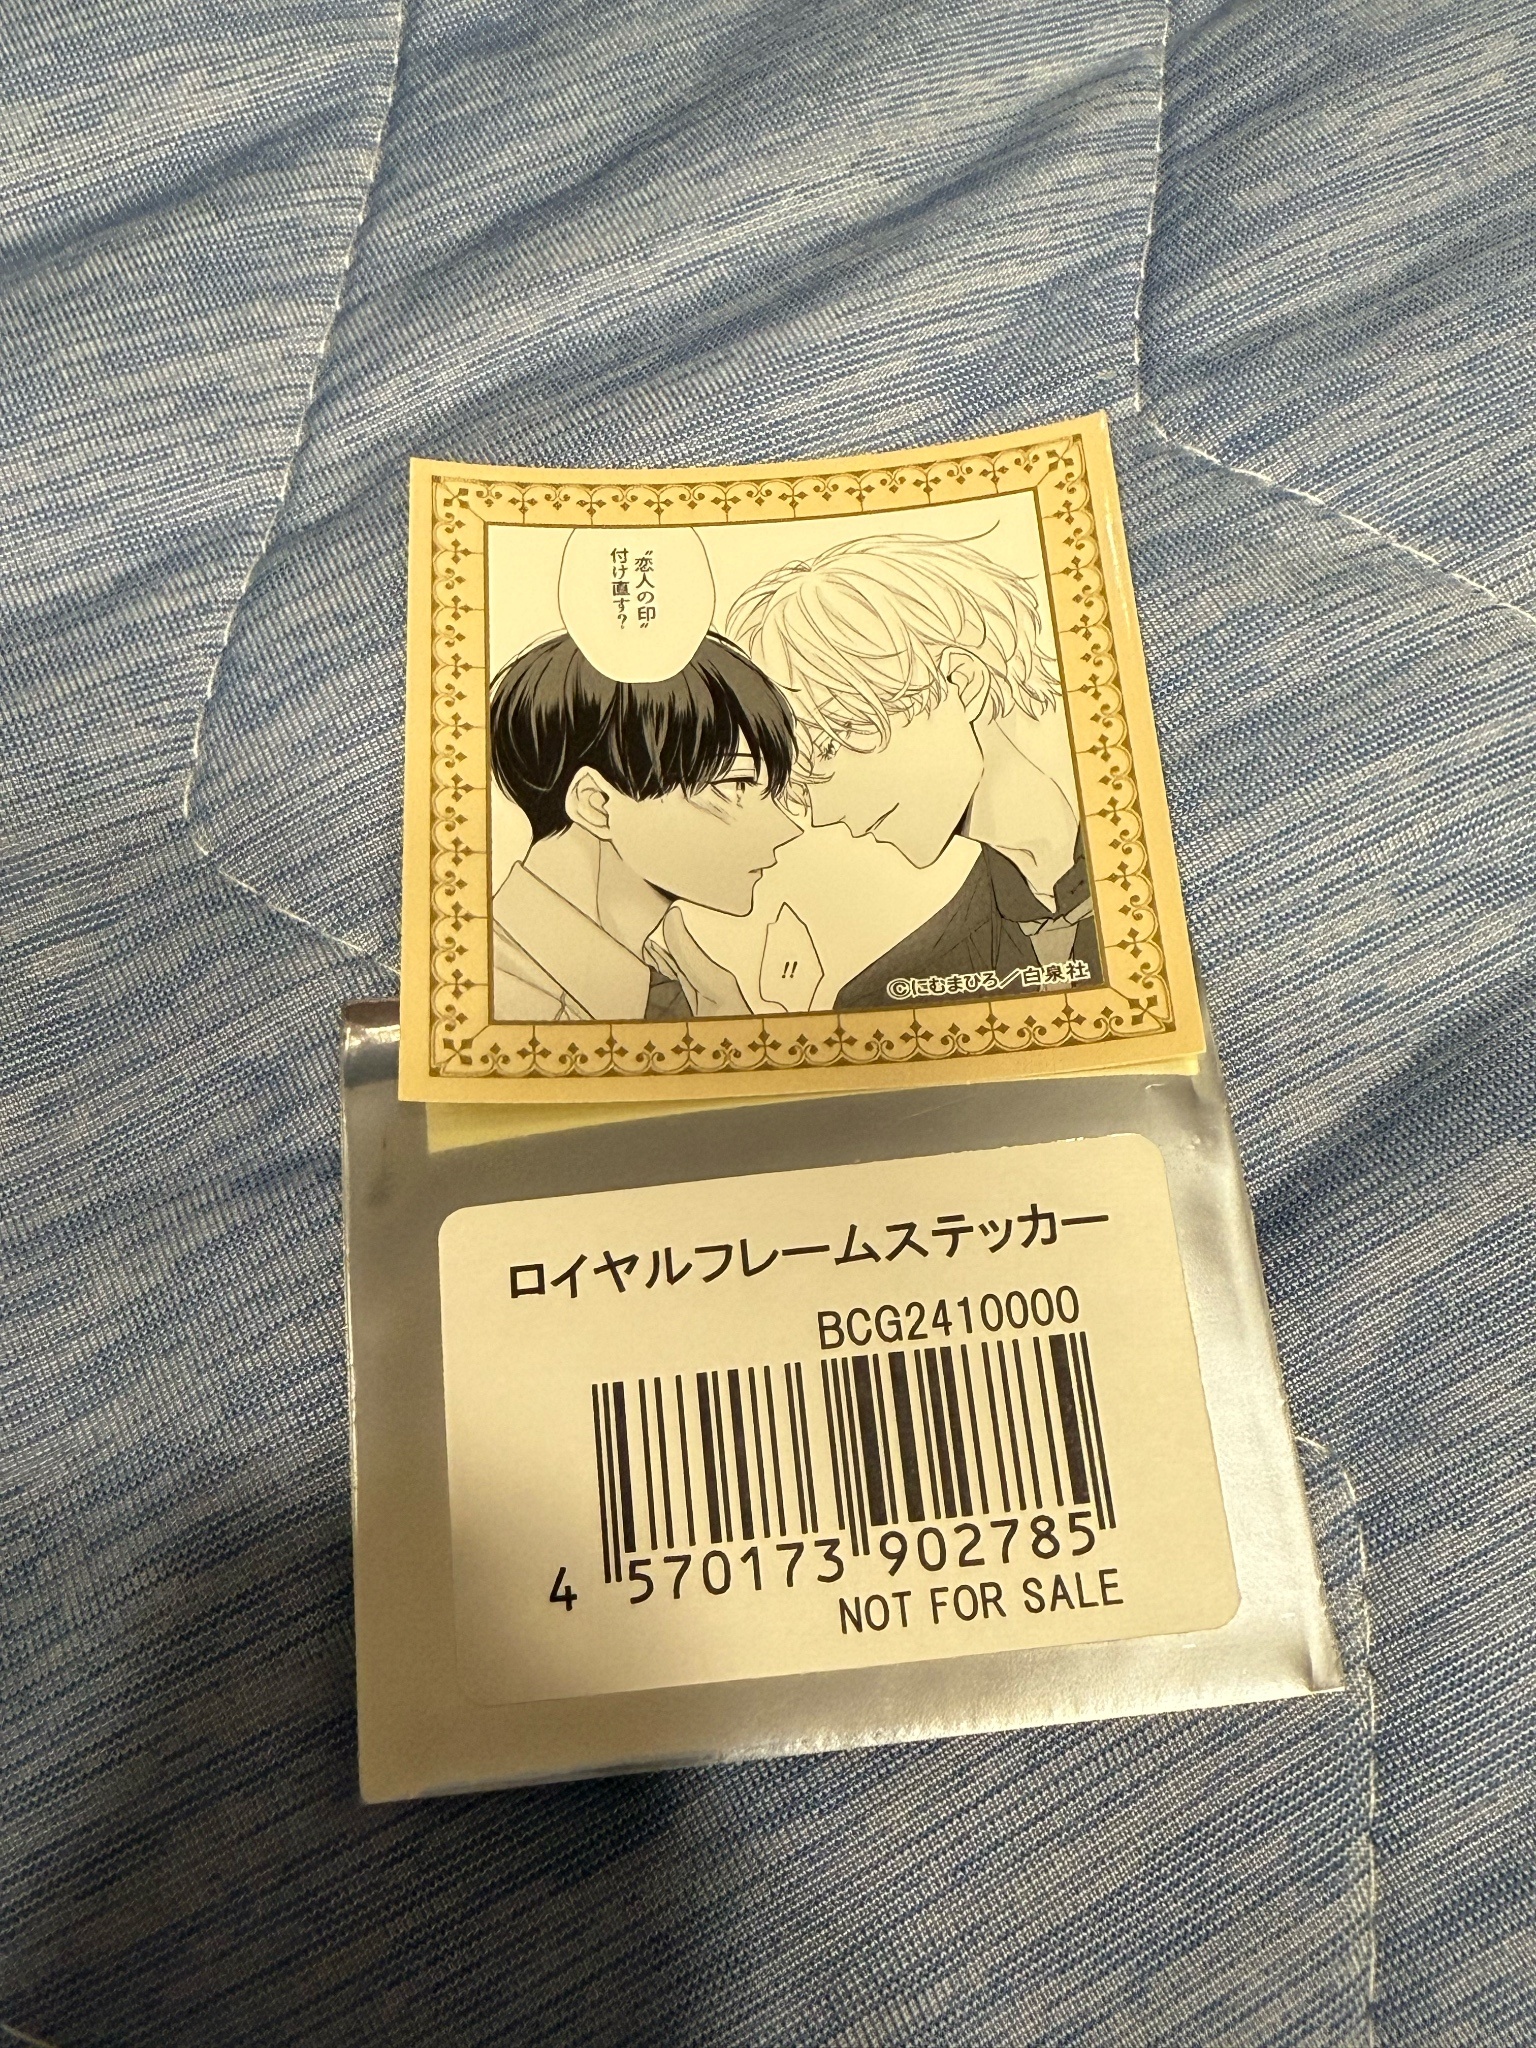 "恋人の印"
付け直す?
!!
©にむまひろ/白泉社
ロイヤルフレームステッカー
BCG2410000
4 570173 902785
NOT FOR SALE